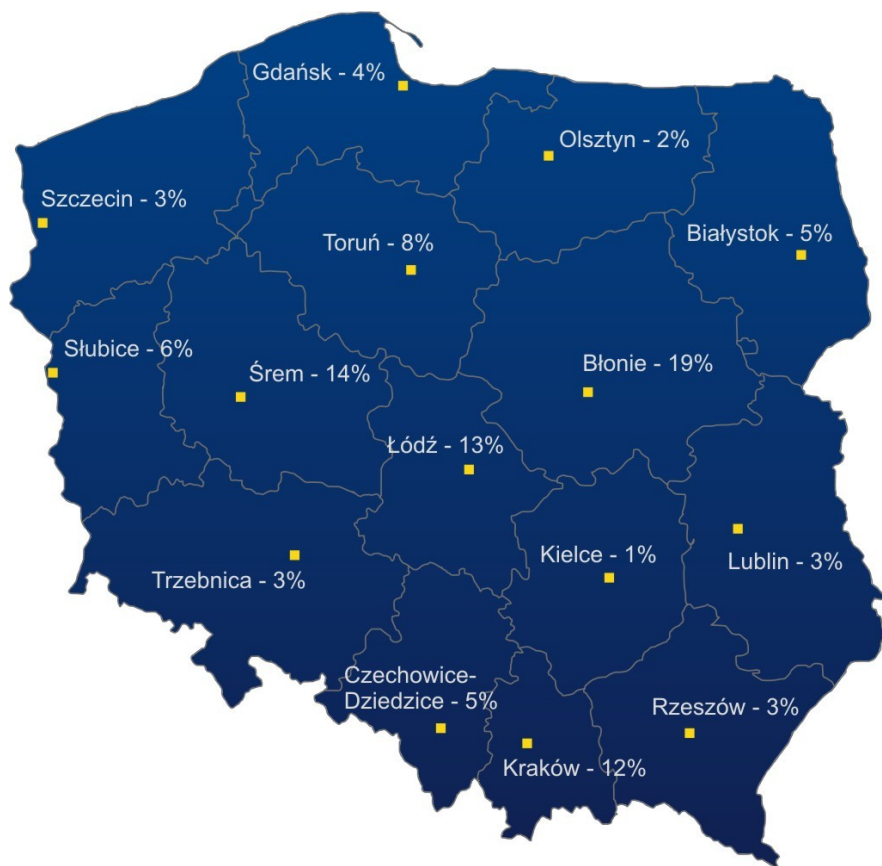 Gdańsk - 4%
Olsztyn - 2%
Szczecin - 3%
Toruń - 8%
Białystok - 5%
Słubice - 6%
Śrem - 14%
Błonie - 19%
Łódź - 13%
Kielce - 1%
Lublin - 3%
Trzebnica - 3%
Czechowice-
Dziedzice - 5%
Rzeszów - 3%
Kraków - 12%